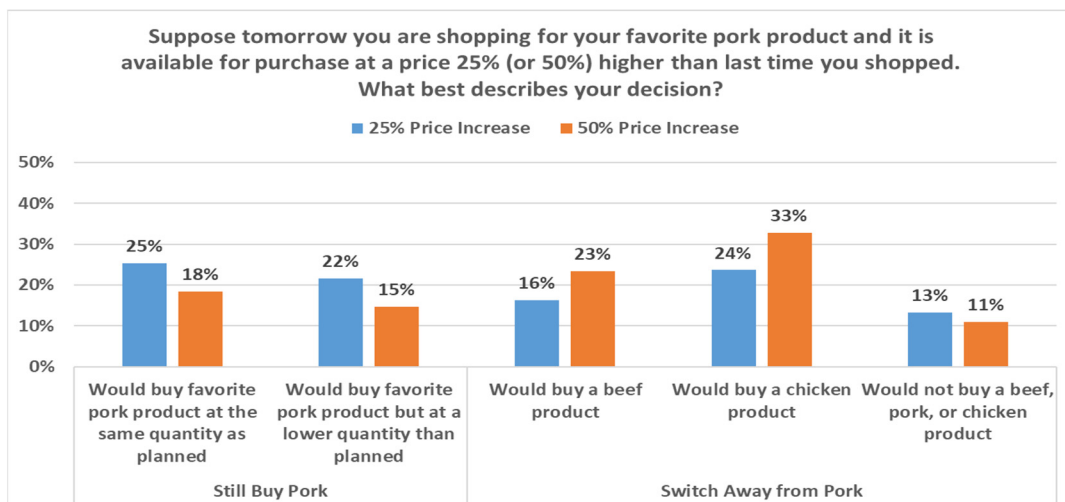 Suppose tomorrow you are shopping for your favorite pork product and it is
available for purchase at a price 25% (or 50%) higher than last time you shopped.
What best describes your decision?
25% Price Increase 50% Price Increase
50%
40%
30%
20%
10%
0%
25%
18%
22%
15%
16%
23%
24%
33%
13%
11%
Would buy favorite
pork product at the
same quantity as
planned
Would buy favorite
pork product but at a
lower quantity than
planned
Would buy a beef
product
Would buy a chicken
product
Would not buy a beef,
pork, or chicken
product
Still Buy Pork
Switch Away from Pork